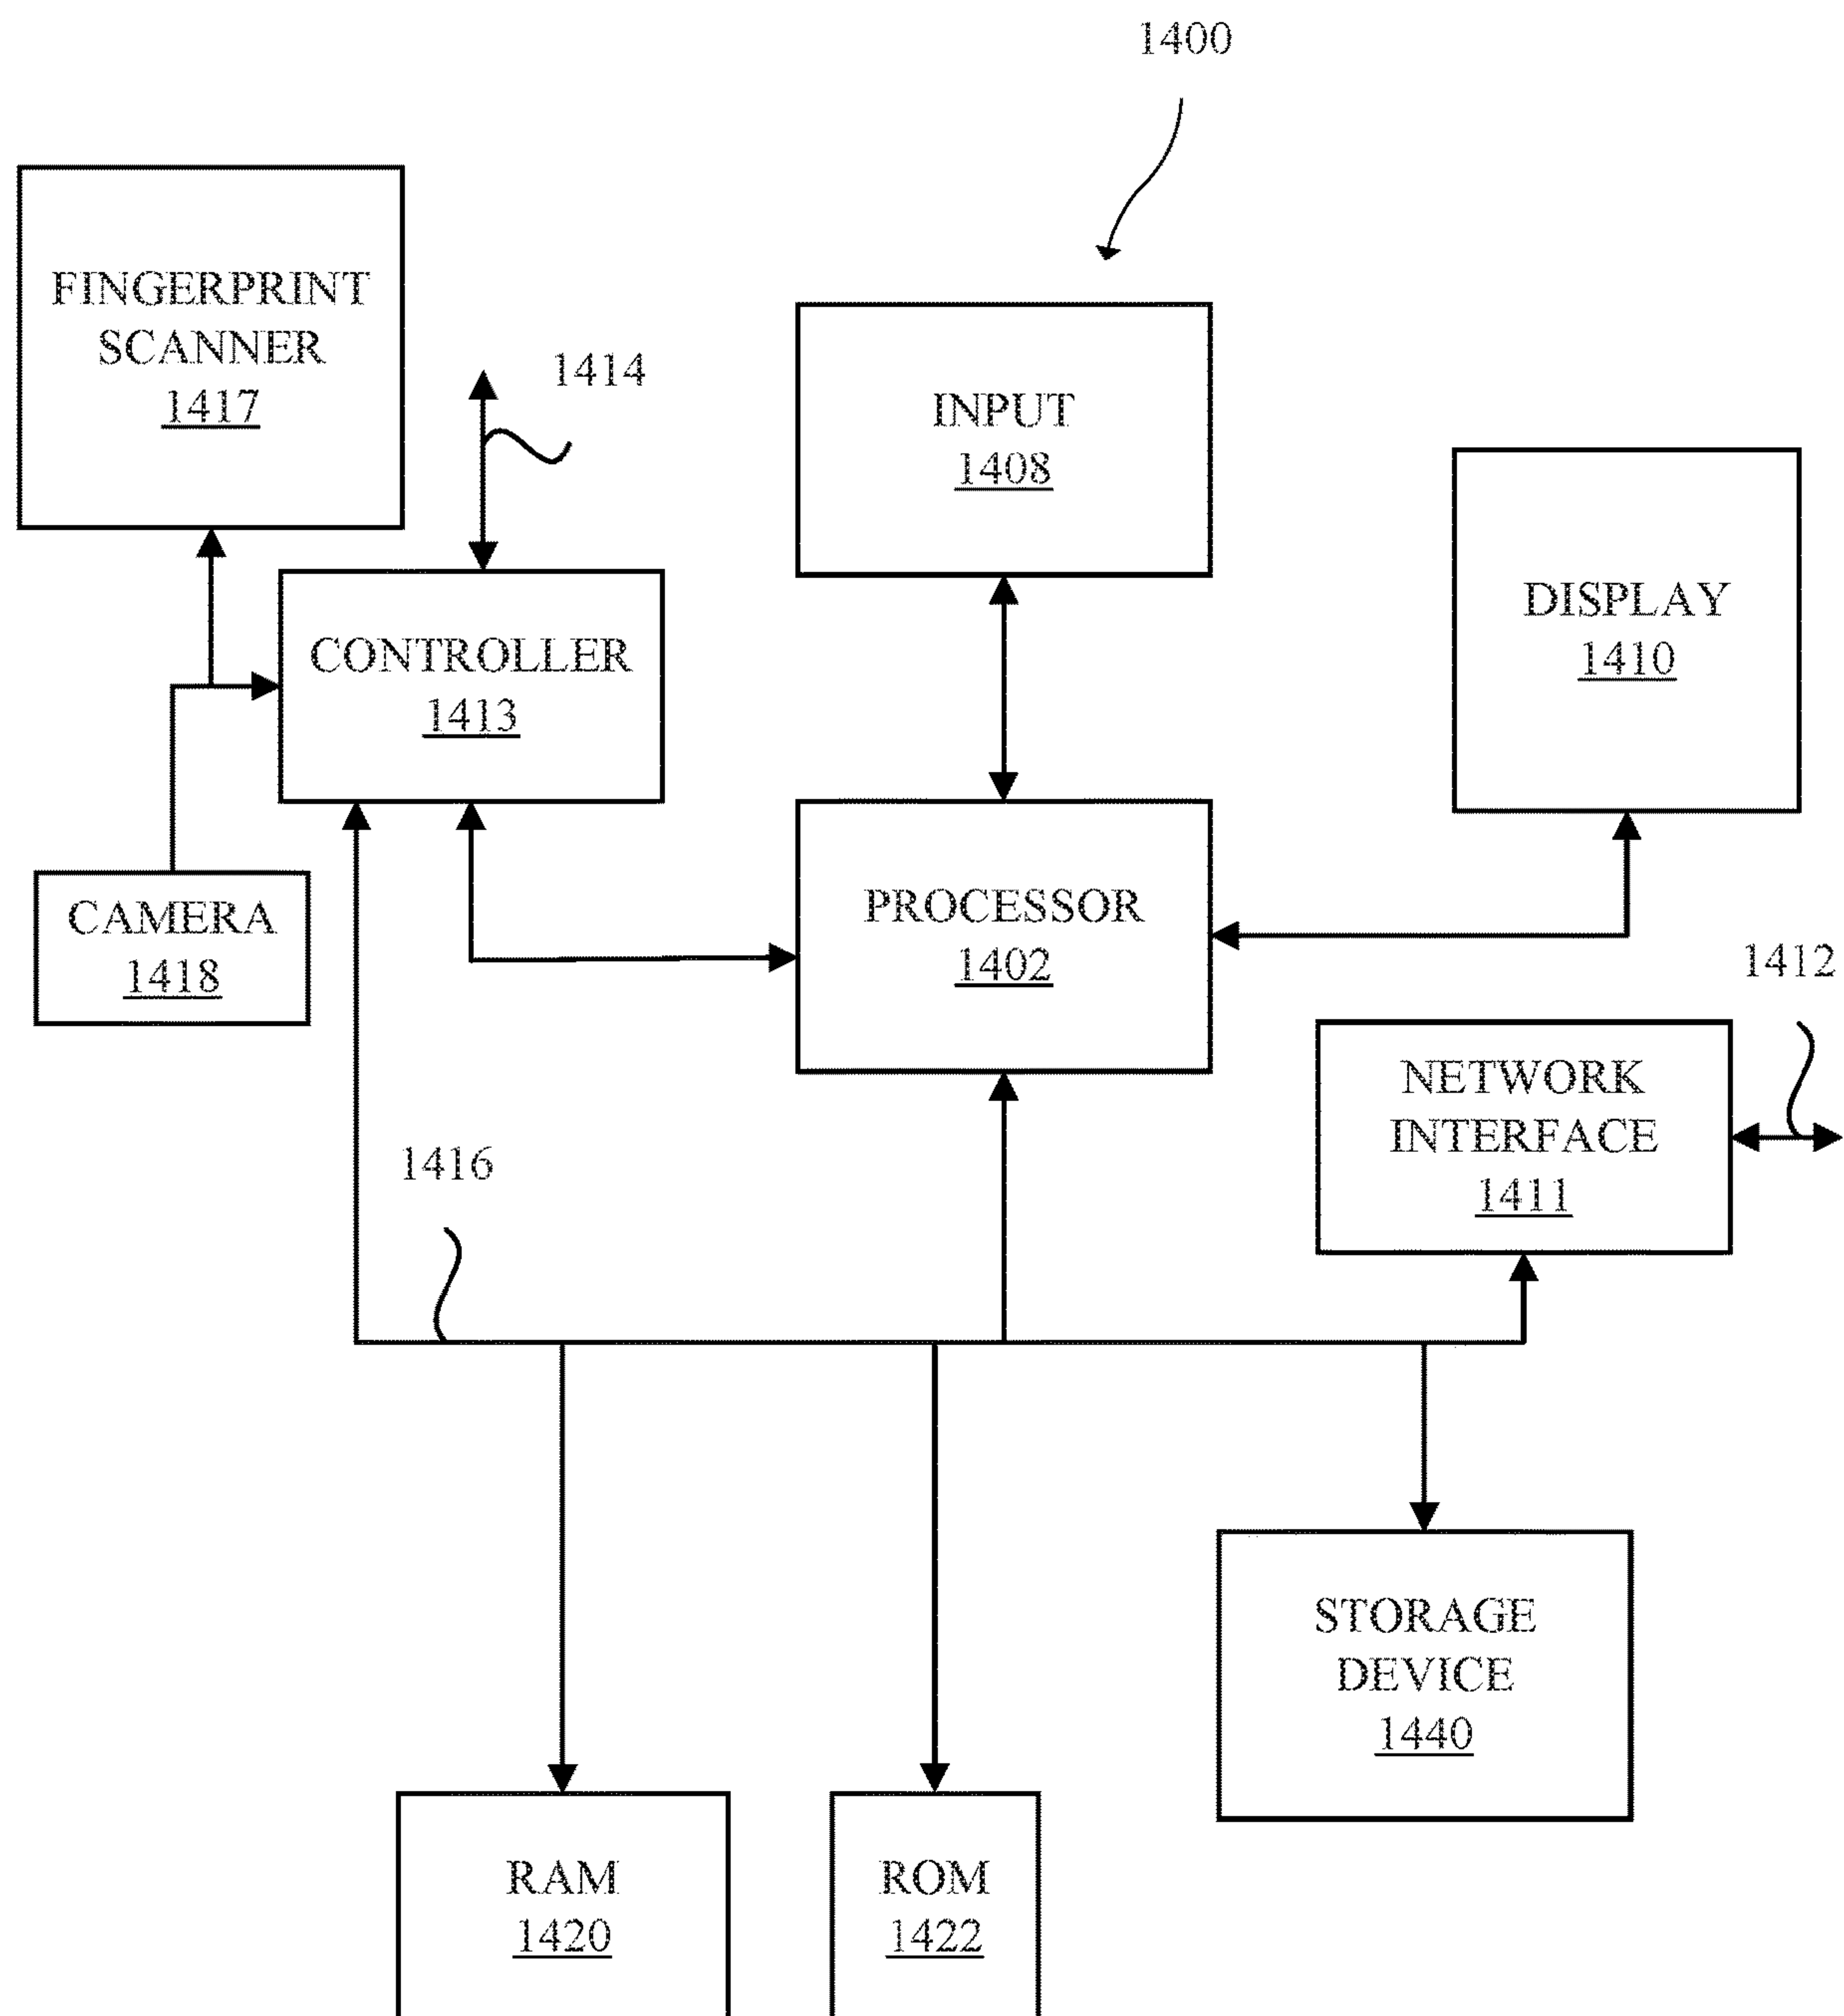 1400
FINGERPRINT
SCANNER
1417
1414
INPUT
1408
DISPLAY
1410
CONTROLLER
1413
CAMERA
1418
PROCESSOR
1402
1412
NETWORK
INTERFACE
1411
1416
STORAGE
DEVICE
1440
RAM
1420
ROM
1422